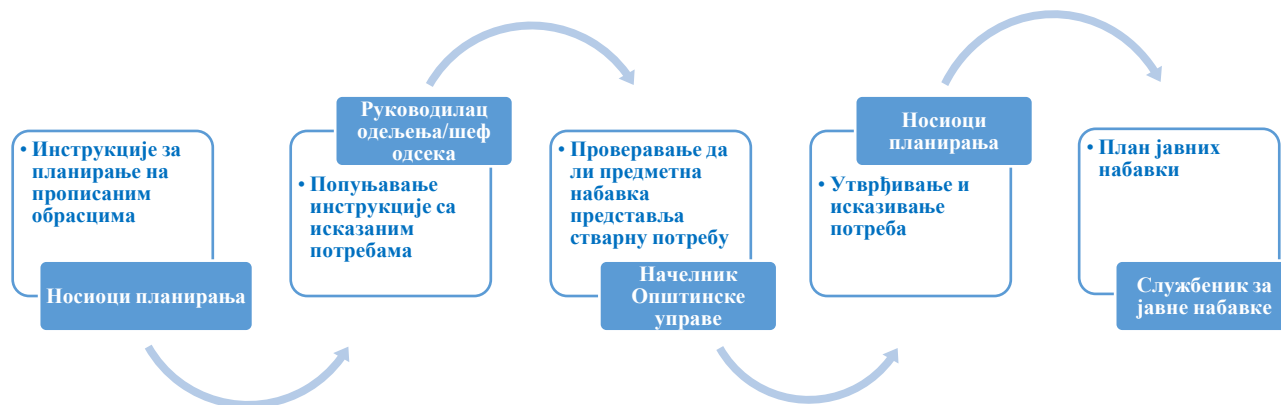 • Инструкције за
планирање на
прописаним
обрасцима
Носиоци планирања
Руководилац
одељења/шеф
одсека
• Попуњавање
инструкције са
исказаним
потребама
• Проверавање да
ли предметна
набавка
представља
стварну потребу
Начелник
Општинске
управе
Носиоци
планирања
• Утврђивање и
исказивање
потреба
• План јавних
набавки
Службеник за
јавне набавке